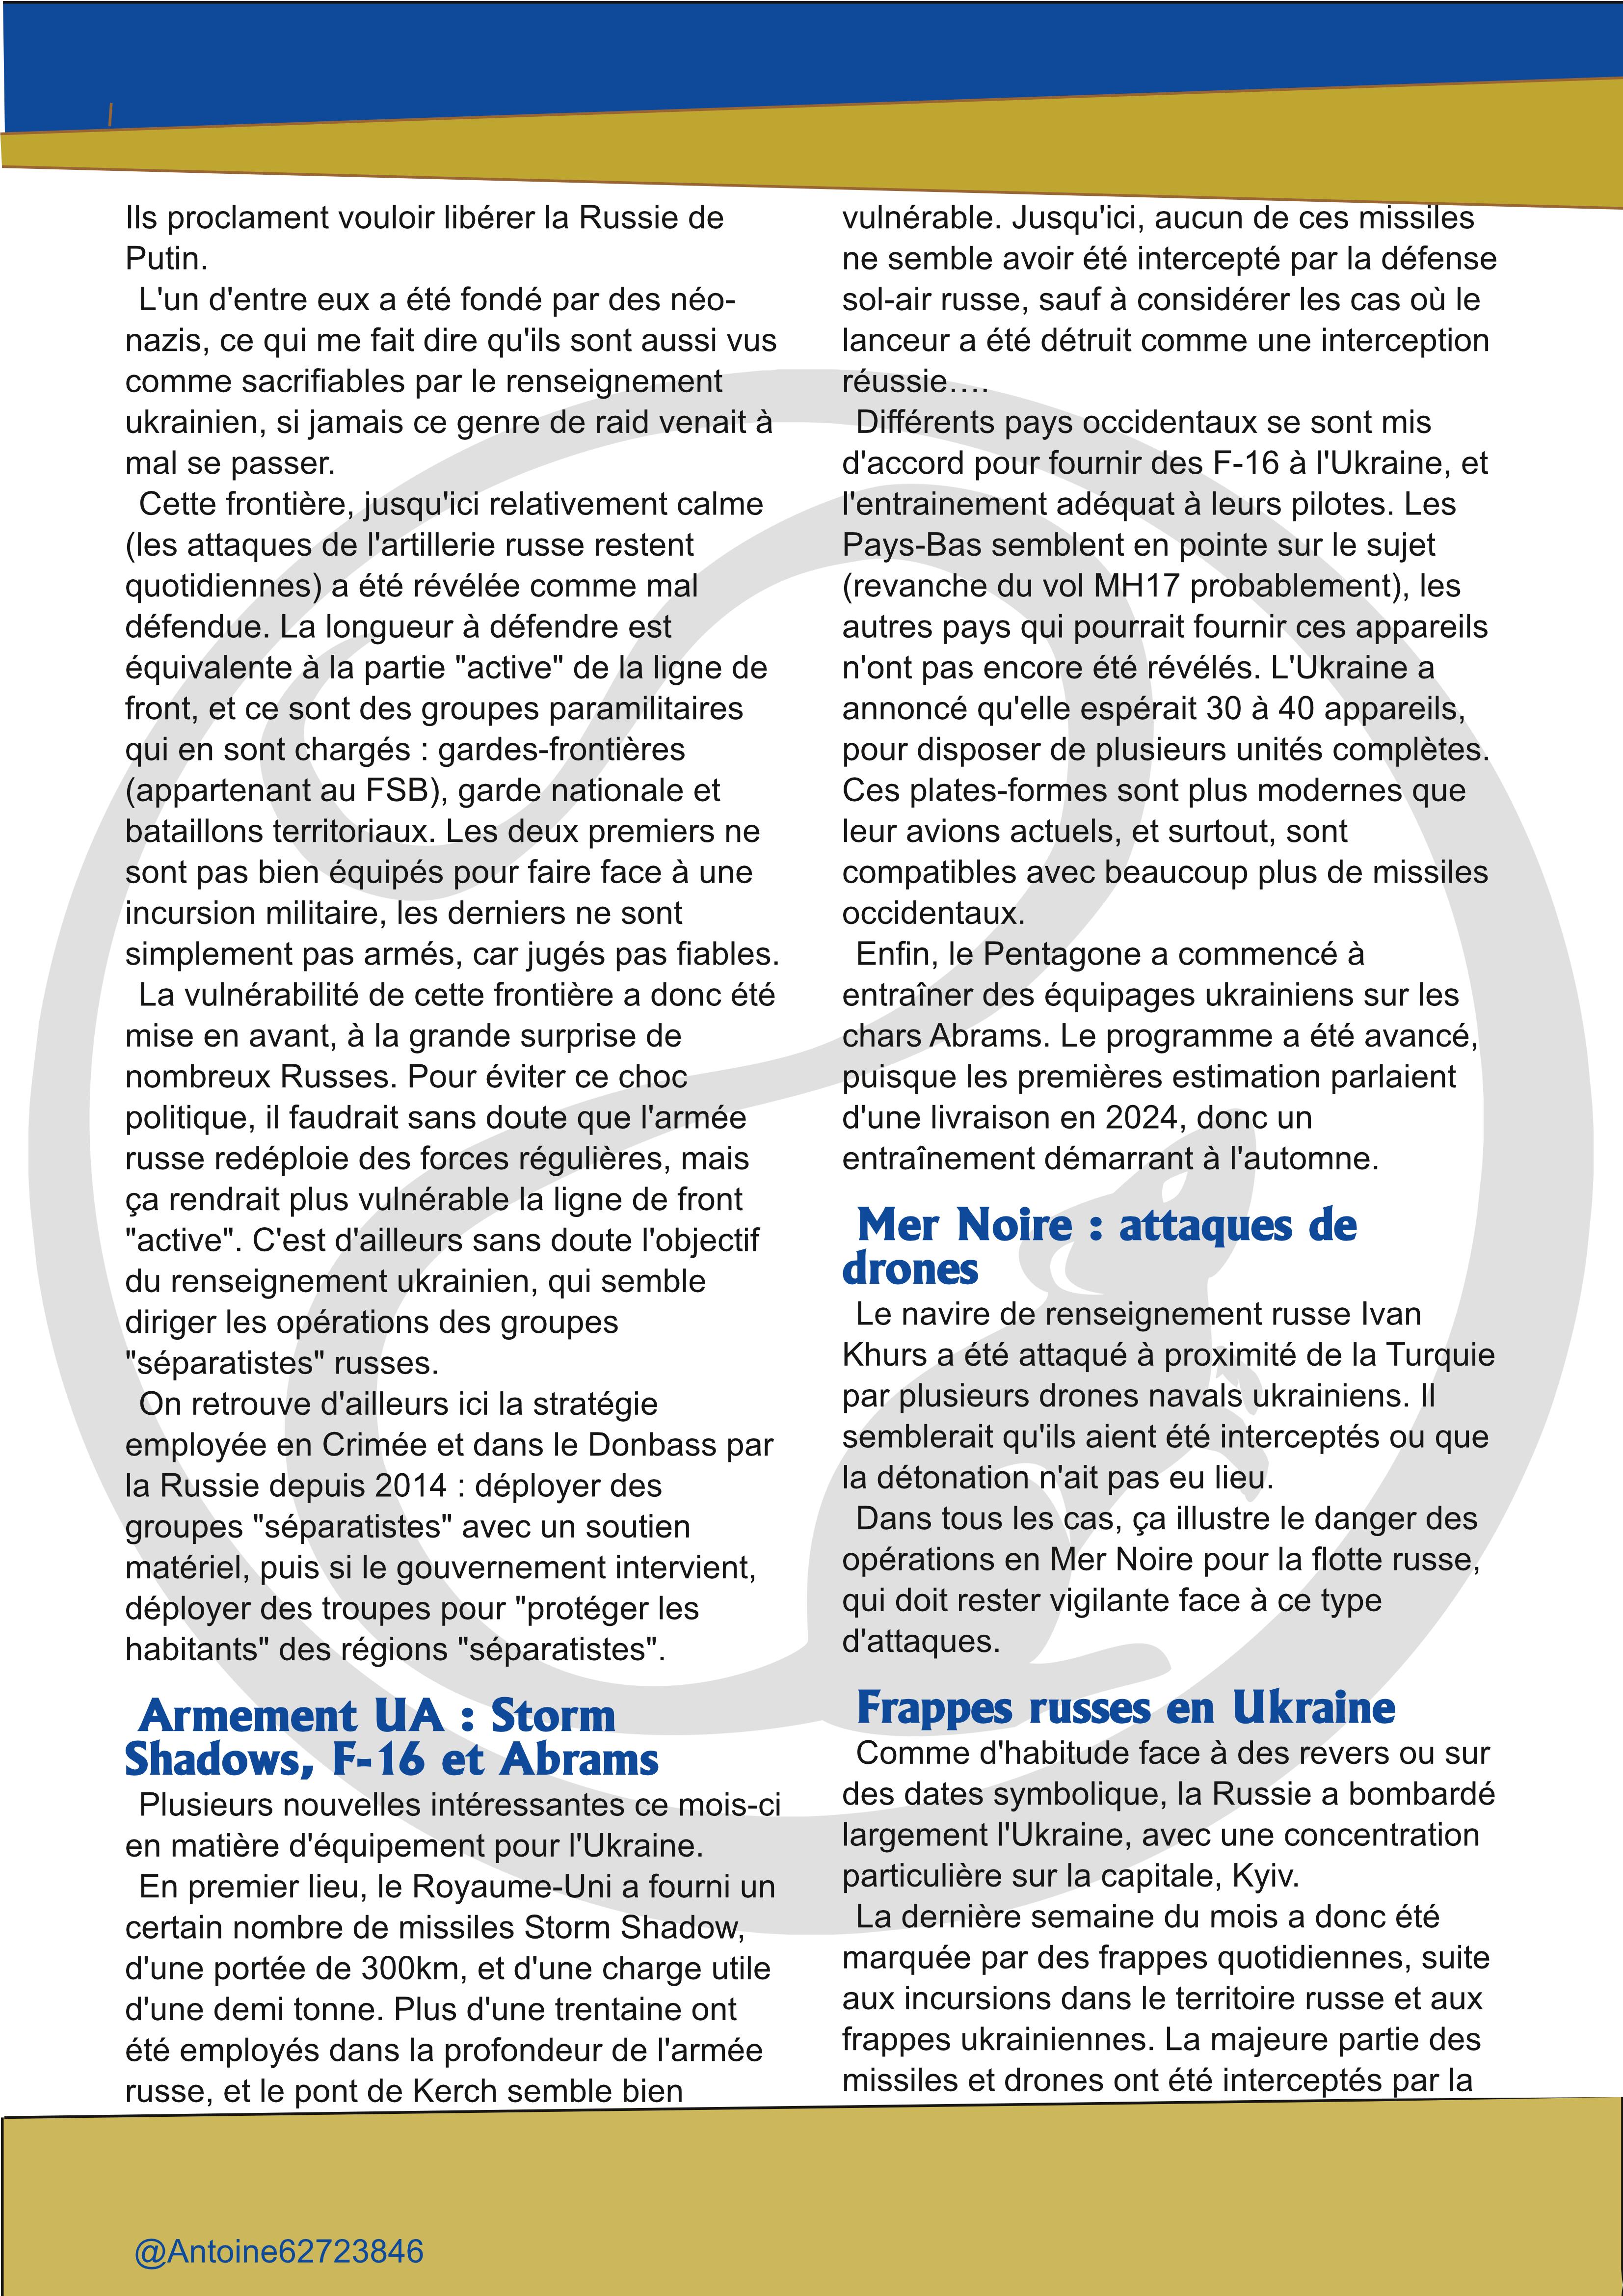 Ils proclament vouloir libérer la Russie de
Putin.
L'un d'entre eux a été fondé par des néo-
nazis, ce qui me fait dire qu'ils sont aussi vus
comme sacrifiables par le renseignement
ukrainien, si jamais ce genre de raid venait à
mal se passer.
Cette frontière, jusqu'ici relativement calme
(les attaques de l'artillerie russe restent
quotidiennes) a été révélée comme mal
défendue. La longueur à défendre est
équivalente à la partie "active" de la ligne de
front, et ce sont des groupes paramilitaires
qui en sont chargés : gardes-frontières
(appartenant au FSB), garde nationale et
bataillons territoriaux. Les deux premiers ne
sont pas bien équipés pour faire face à une
incursion militaire, les derniers ne sont
simplement pas armés, car jugés pas fiables.
La vulnérabilité de cette frontière a donc été
mise en avant, à la grande surprise de
nombreux Russes. Pour éviter ce choc
politique, il faudrait sans doute que l'armée
russe redéploie des forces régulières, mais
ça rendrait plus vulnérable la ligne de front
"active". C'est d'ailleurs sans doute l'objectif
du renseignement ukrainien, qui semble
diriger les opérations des groupes
"séparatistes" russes.
On retrouve d'ailleurs ici la stratégie
employée en Crimée et dans le Donbass par
la Russie depuis 2014 : déployer des
groupes "séparatistes" avec un soutien
matériel, puis si le gouvernement intervient,
déployer des troupes pour "protéger les
habitants" des régions "séparatistes".
Armement UA : Storm
Shadows, F-16 et Abrams
Plusieurs nouvelles intéressantes ce mois-ci
en matière d'équipement pour l'Ukraine.
En premier lieu, le Royaume-Uni a fourni un
certain nombre de missiles Storm Shadow,
d'une portée de 300km, et d'une charge utile
d'une demi tonne. Plus d'une trentaine ont
été employés dans la profondeur de l'armée
russe, et le pont de Kerch semble bien
vulnérable. Jusqu'ici, aucun de ces missiles
ne semble avoir été intercepté par la défense
sol-air russe, sauf à considérer les cas où le
lanceur a été détruit comme une interception
réussie….
Différents pays occidentaux se sont mis
d'accord pour fournir des F-16 à l'Ukraine, et
l'entrainement adéquat à leurs pilotes. Les
Pays-Bas semblent en pointe sur le sujet
(revanche du vol MH17 probablement), les
autres pays qui pourrait fournir ces appareils
n'ont pas encore été révélés. L'Ukraine a
annoncé qu'elle espérait 30 à 40 appareils,
pour disposer de plusieurs unités complètes.
Ces plates-formes sont plus modernes que
leur avions actuels, et surtout, sont
compatibles avec beaucoup plus de missiles
occidentaux.
Enfin, le Pentagone a commencé à
entraîner des équipages ukrainiens sur les
chars Abrams. Le programme a été avancé,
puisque les premières estimation parlaient
d'une livraison en 2024, donc un
entraînement démarrant à l'automne.
Mer Noire : attaques de
drones
Le navire de renseignement russe Ivan
Khurs a été attaqué à proximité de la Turquie
par plusieurs drones navals ukrainiens. Il
semblerait qu'ils aient été interceptés ou que
la détonation n'ait pas eu lieu.
Dans tous les cas, ça illustre le danger des
opérations en Mer Noire pour la flotte russe,
qui doit rester vigilante face à ce type
d'attaques.
Frappes russes en Ukraine
Comme d'habitude face à des revers ou sur
des dates symbolique, la Russie a bombardé
largement l'Ukraine, avec une concentration
particulière sur la capitale, Kyiv.
La dernière semaine du mois a donc été
marquée par des frappes quotidiennes, suite
aux incursions dans le territoire russe et aux
frappes ukrainiennes. La majeure partie des
missiles et drones ont été interceptés par la
@Antoine62723846